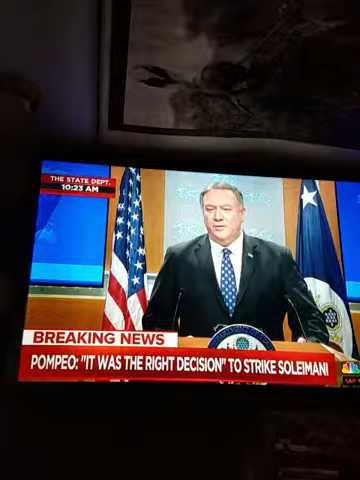 THE STATE DEPT.
10:23 AM
BREAKING NEWS
POMPEO: "IT WAS THE RIGHT DECISION" TO STRIKE SOLEIMANI